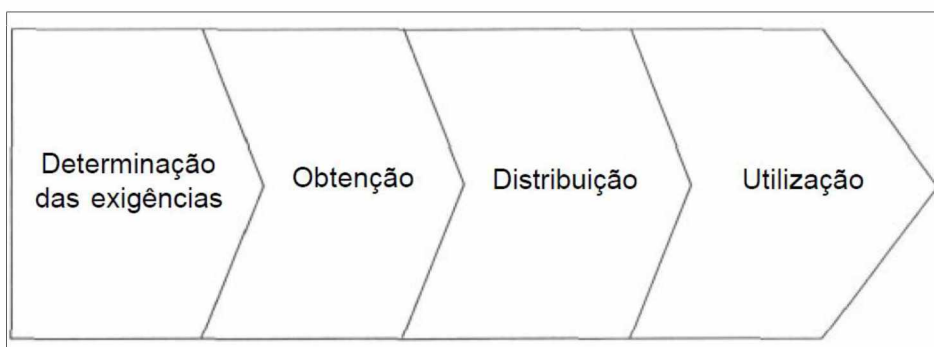 Determinação
das exigências
Obtenção
Distribuição
Utilização